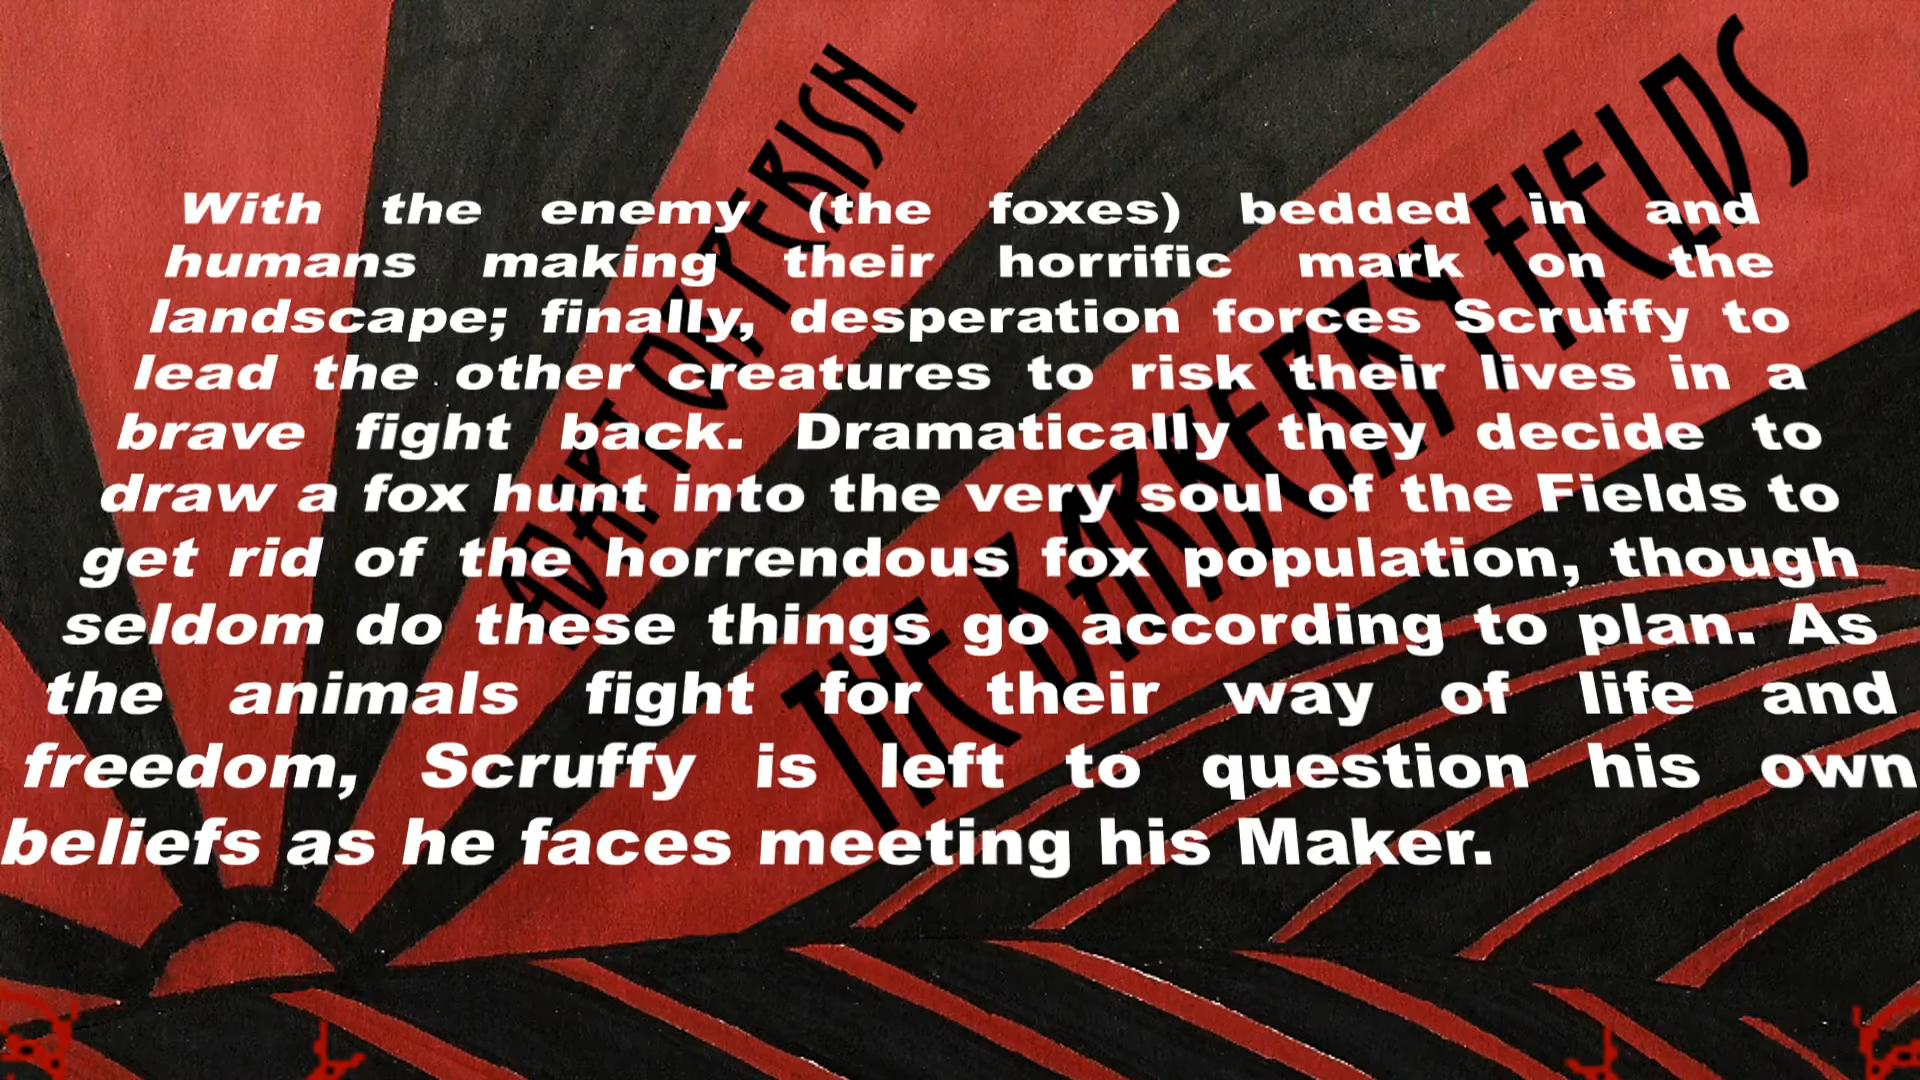 ADAPT OR PERISH
THE BARKERRY FIELDS
With the enemy (the foxes) bedded in and
humans making their horrific mark on the
landscape; finally, desperation forces Scruffy to
lead the other creatures to risk their lives in a
brave fight back. Dramatically they decide to
draw a fox hunt into the very soul of the Fields to
get rid of the horrendous fox population, though
seldom do these things go according to plan. As
the animals fight for their way of life and
freedom, Scruffy is left to question his own
beliefs as he faces meeting his Maker.